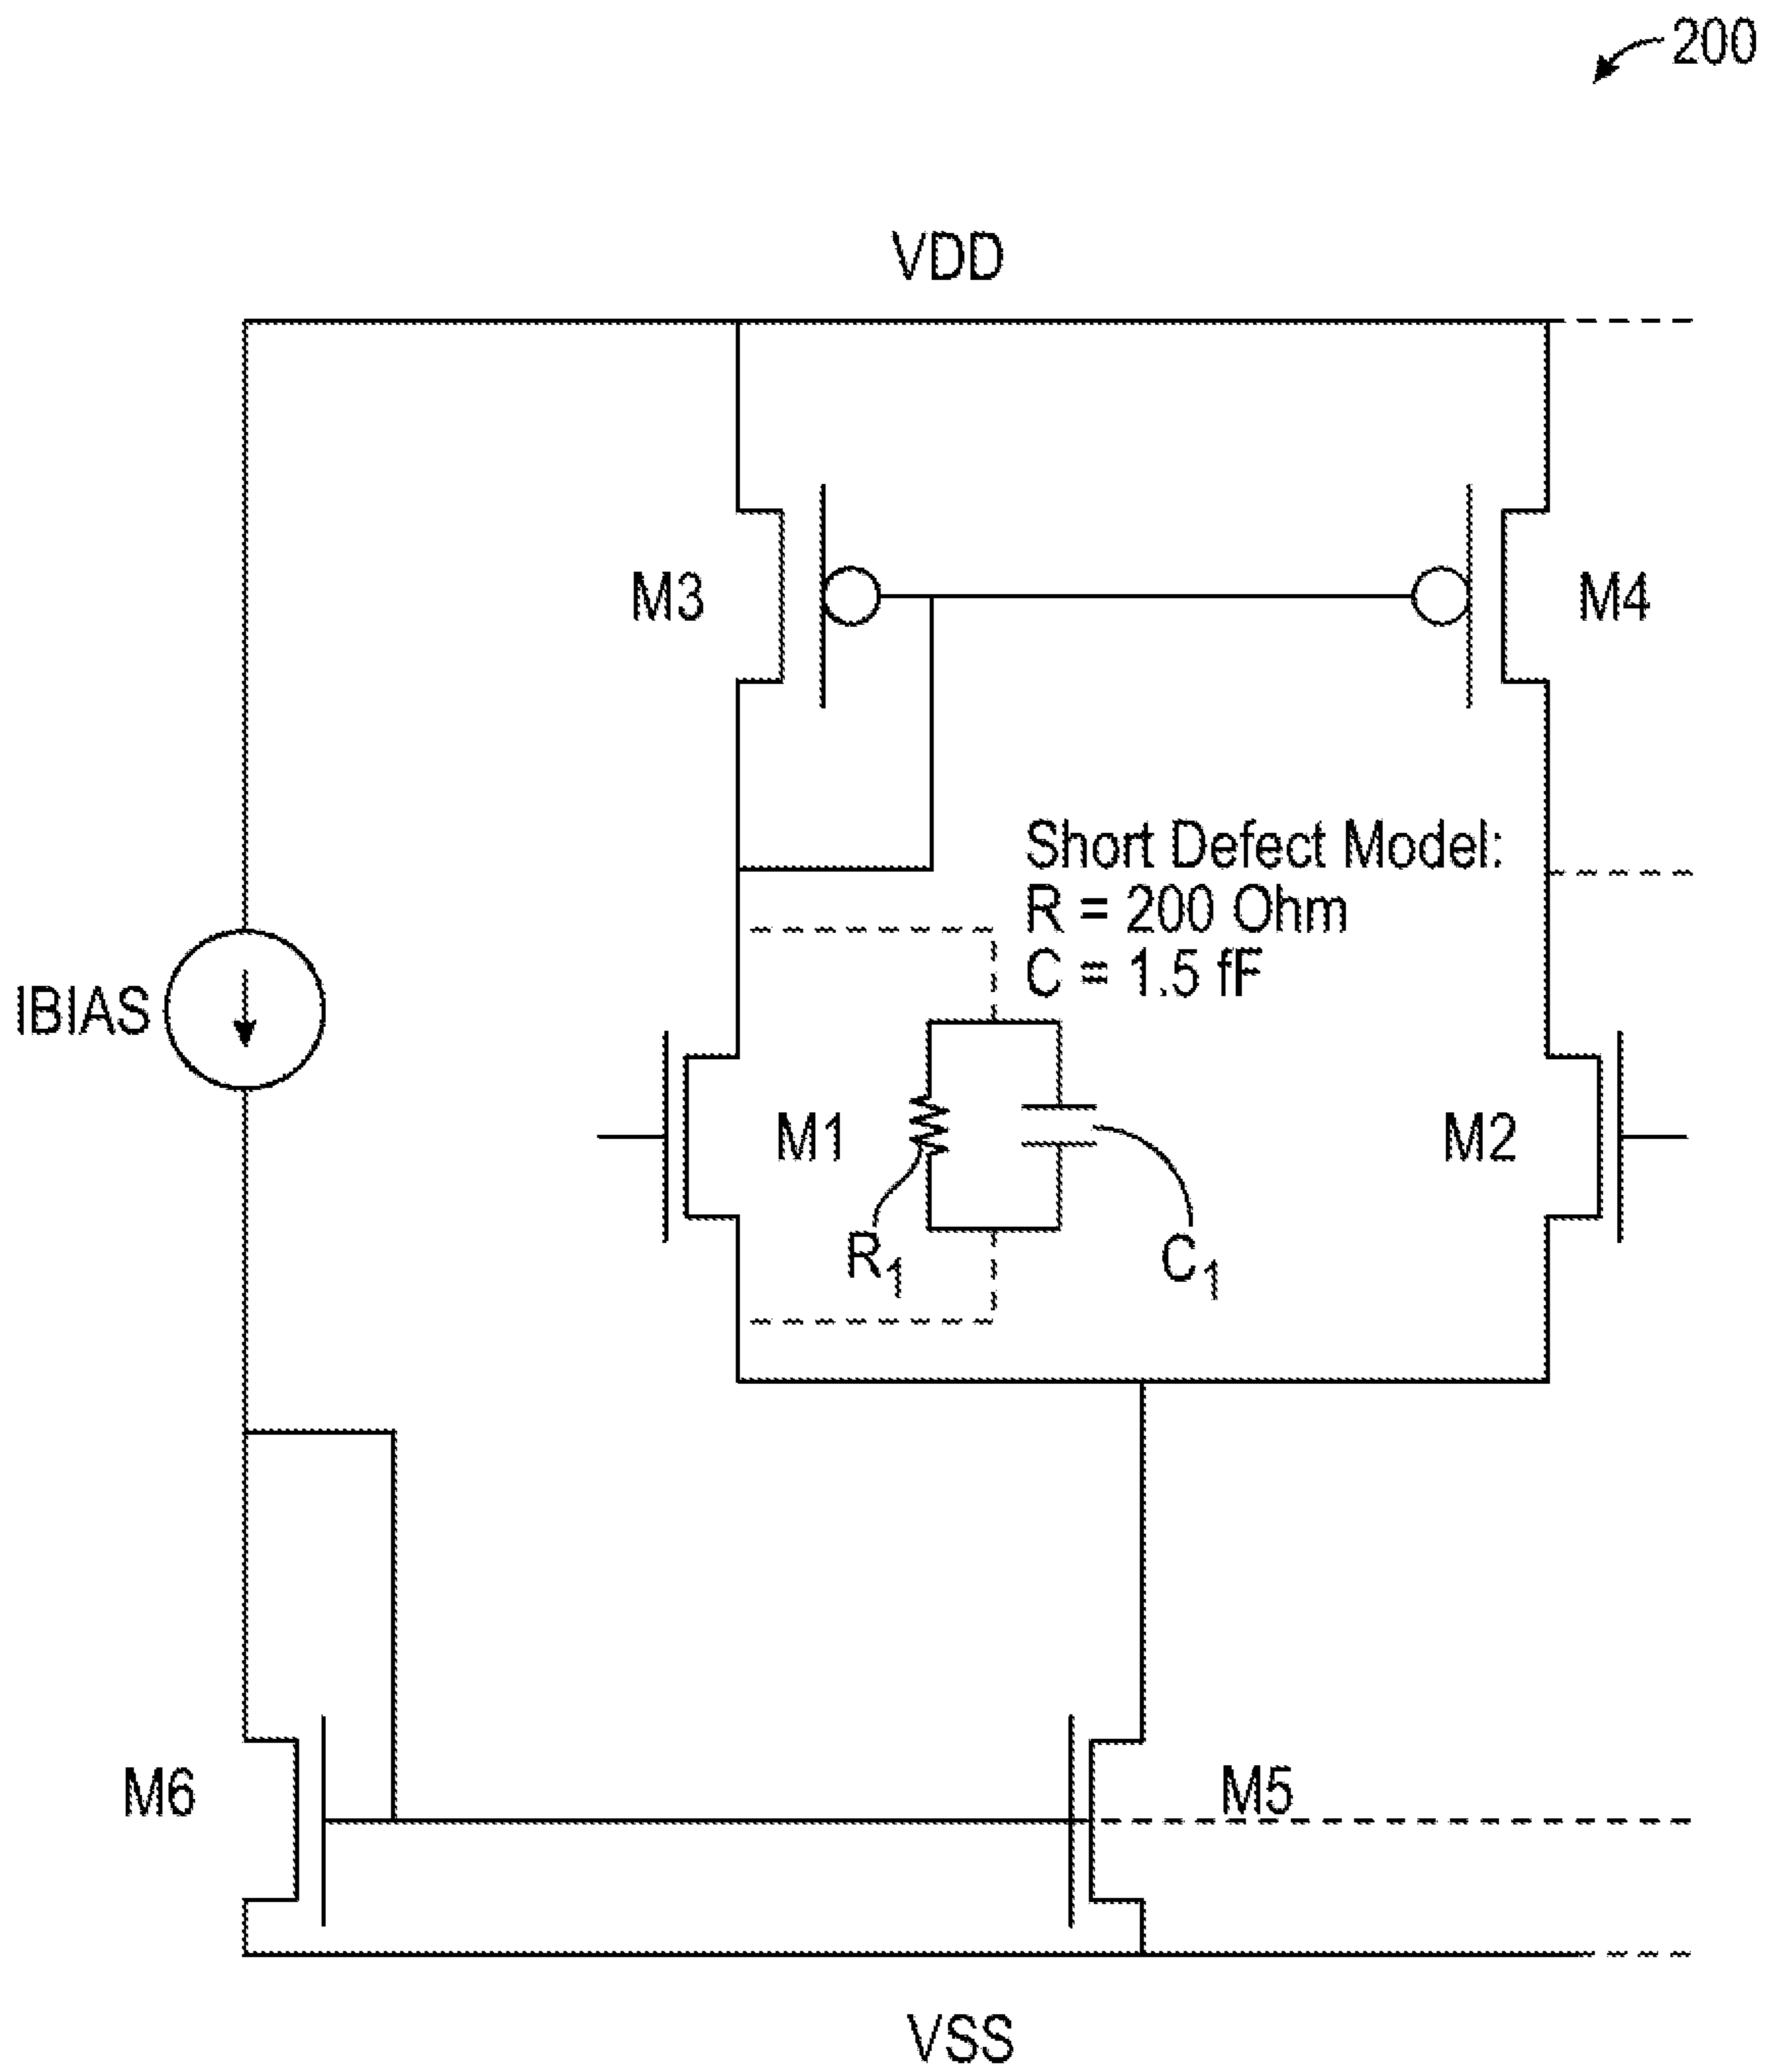 200
VDD
M3
M4
Short Defect Model:
R = 200 Ohm
C = 1.5 fF
IBIAS
M1
M2
R1
C1
M6
M5
VSS